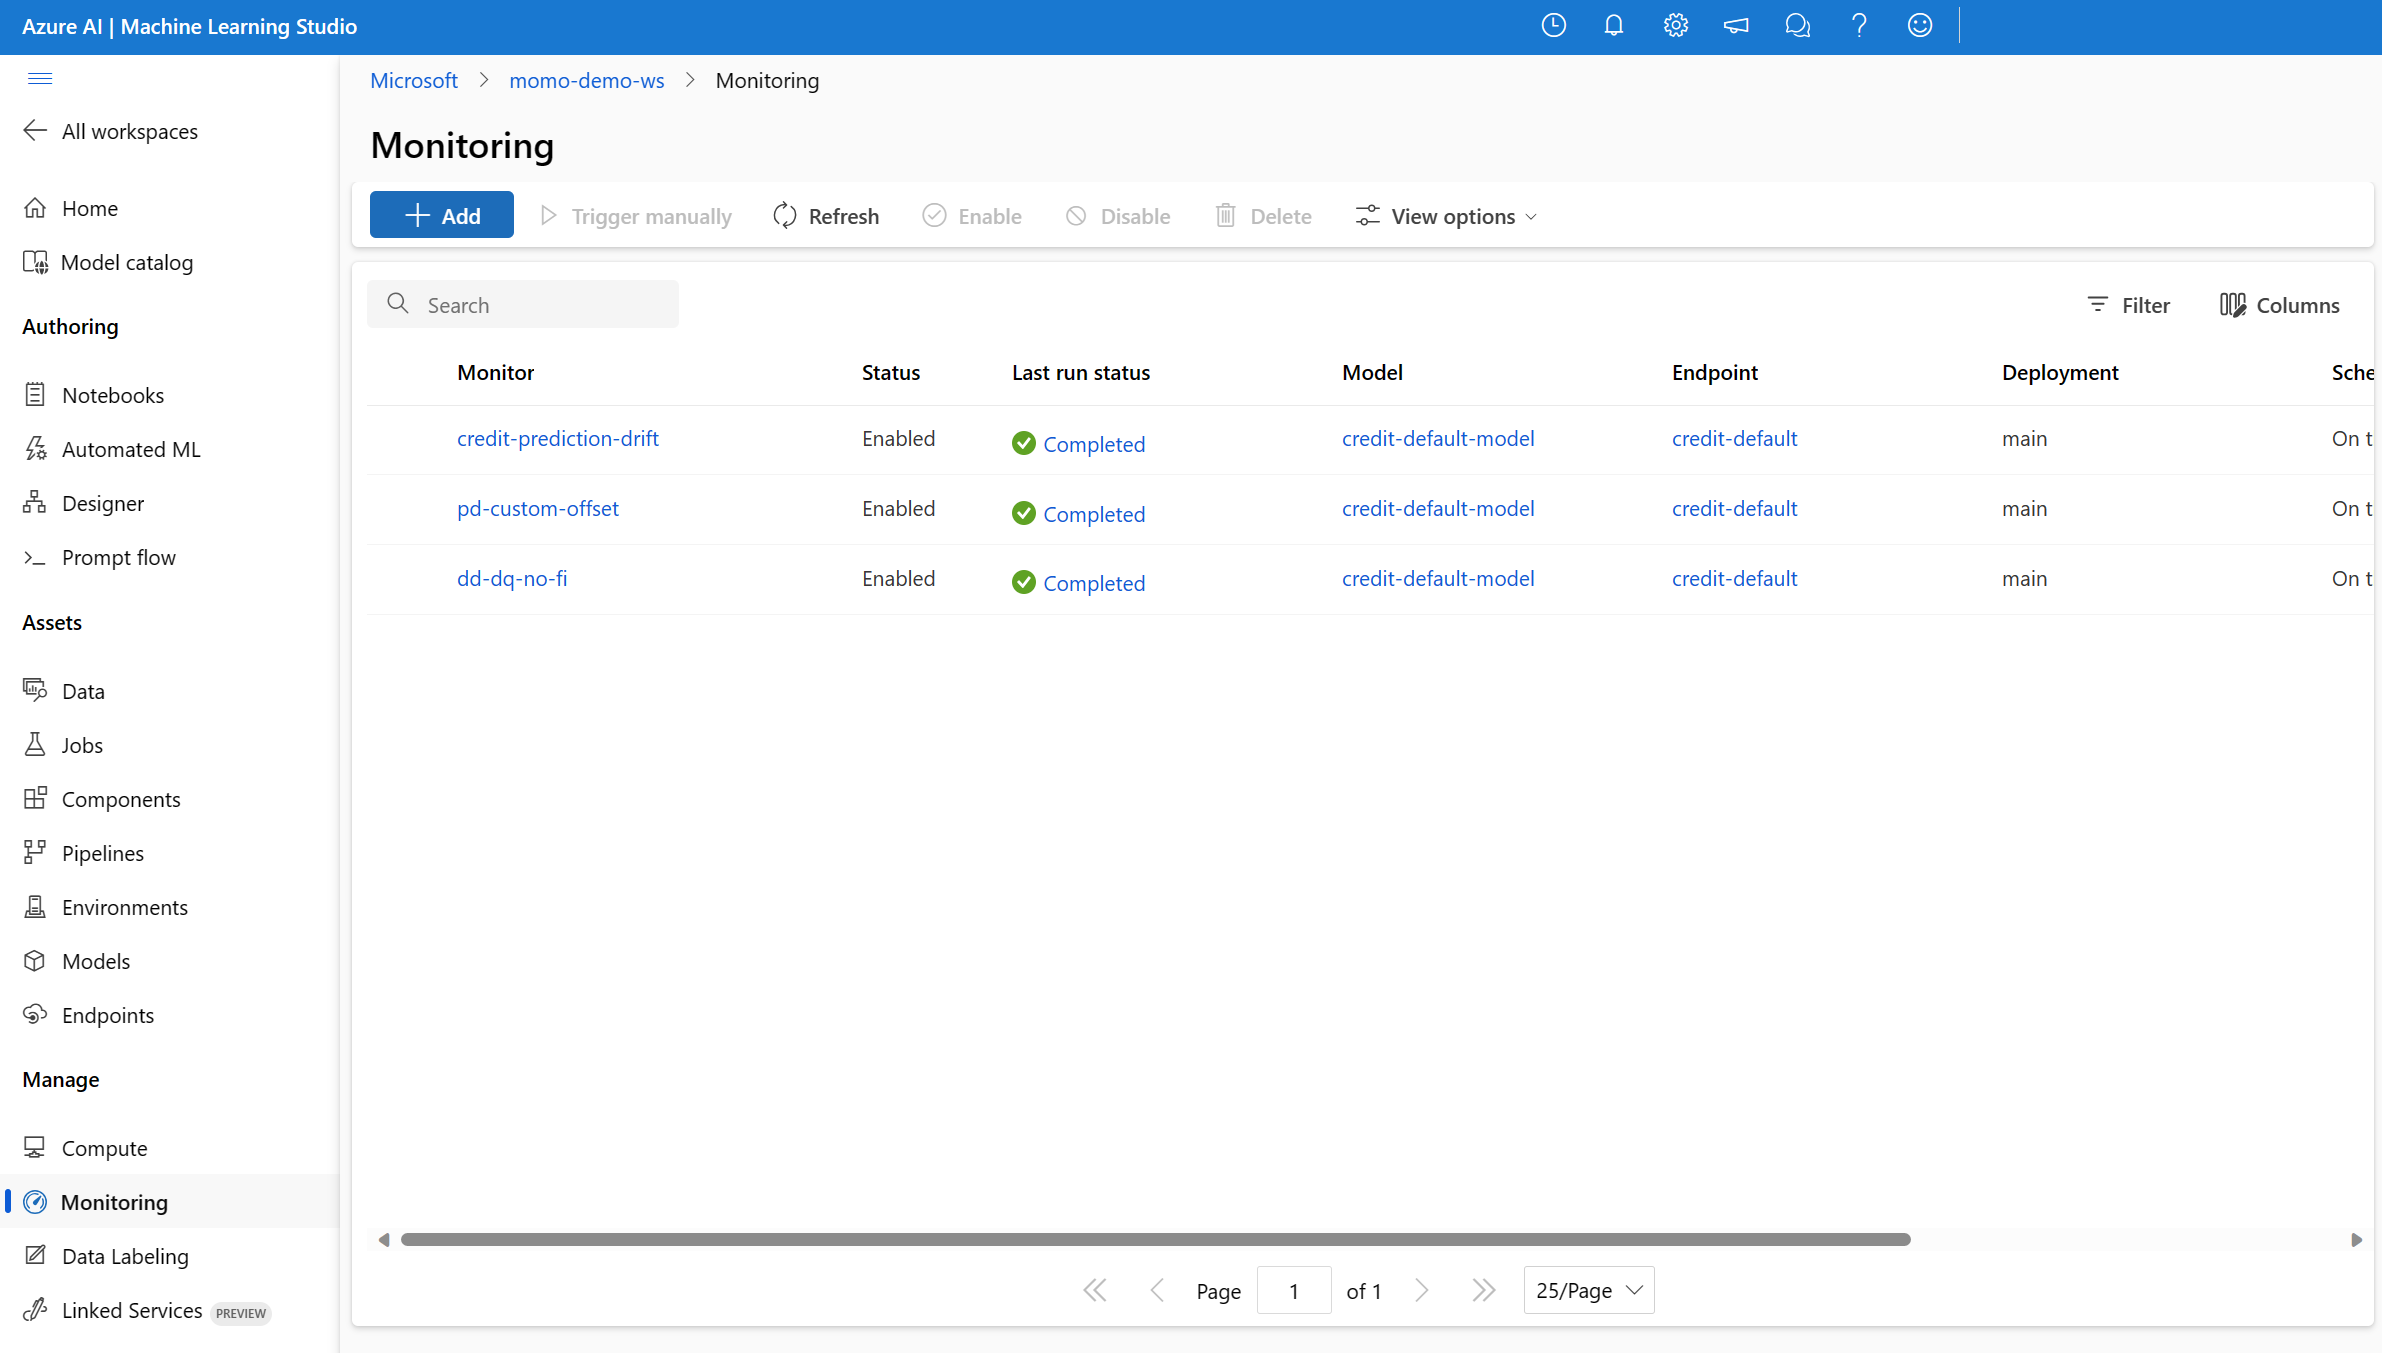 Azure AI | Machine Learning Studio
Microsoft > momo-demo-ws > Monitoring
All workspaces
Home
Model catalog
Authoring
Notebooks
Automated ML
Designer
Prompt flow
Assets
Data
Jobs
Components
Pipelines
Environments
Models
Endpoints
Manage
Compute
Monitoring
Data Labeling
Linked Services PREVIEW
Monitoring
Add Trigger manually Refresh Enable Disable Delete View options
Search Filter Columns
Monitor Status Last run status Model Endpoint Deployment Sche
credit-prediction-drift Enabled Completed credit-default-model credit-default main On t
pd-custom-offset Enabled Completed credit-default-model credit-default main On t
dd-dq-no-fi Enabled Completed credit-default-model credit-default main On t
Page 1 of 1 25/Page